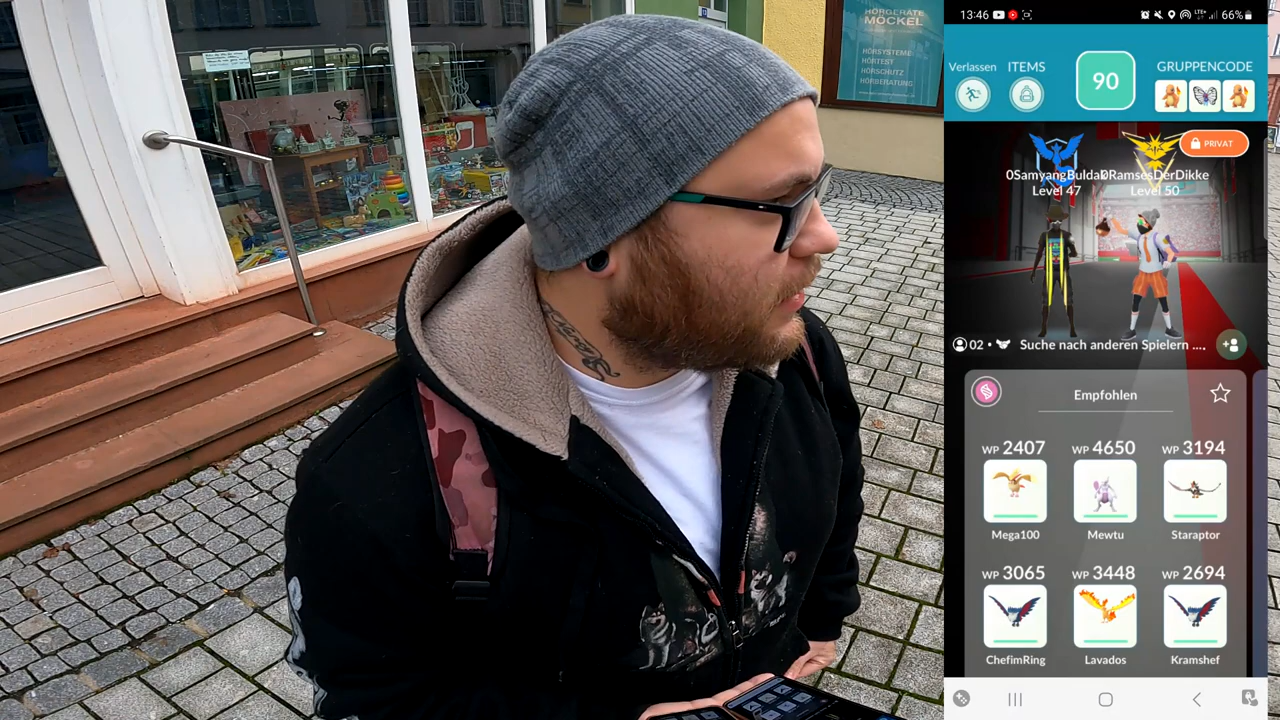 HÖRGERÄTE
MÖCKEL
HÖRSYSTEME
HÖRTEST
HÖRSCHUTZ
HÖRBERATUNG
13:46
LTE+
66%
Verlassen
ITEMS
90
GRUPPENCODE
PRIVAT
0SamyangBuldak
0RamsesDerDikke
Level 47
Level 50
02 • Suche nach anderen Spielern ....
Empfohlen
WP 2407
WP 4650
WP 3194
Mega100
Mewtu
Staraptor
WP 3065
WP 3448
WP 2694
ChefimRing
Lavados
Kramshef